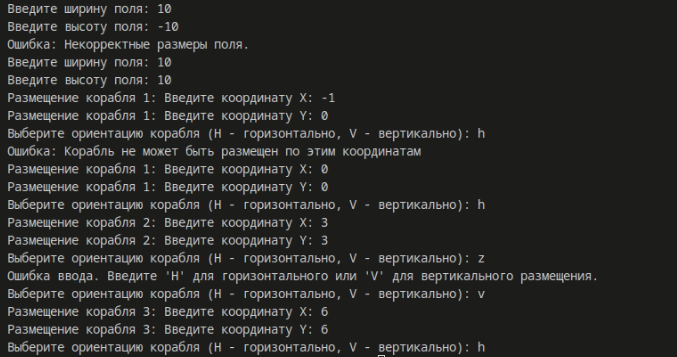 Введите ширину поля: 10
Введите высоту поля: -10
Ошибка: Некорректные размеры поля.
Введите ширину поля: 10
Введите высоту поля: 10
Размещение корабля 1: Введите координату X: -1
Размещение корабля 1: Введите координату Y: 0
Выберите ориентацию корабля (H - горизонтально, V - вертикально): h
Ошибка: Корабль не может быть размещен по этим координатам
Размещение корабля 1: Введите координату X: 0
Размещение корабля 1: Введите координату Y: 0
Выберите ориентацию корабля (H - горизонтально, V - вертикально): h
Размещение корабля 2: Введите координату X: 3
Размещение корабля 2: Введите координату Y: 3
Выберите ориентацию корабля (H - горизонтально, V - вертикально): z
Ошибка ввода. Введите 'H' для горизонтального или 'V' для вертикального размещения.
Выберите ориентацию корабля (H - горизонтально, V - вертикально): v
Размещение корабля 3: Введите координату X: 6
Размещение корабля 3: Введите координату Y: 6
Выберите ориентацию корабля (H - горизонтально, V - вертикально): h